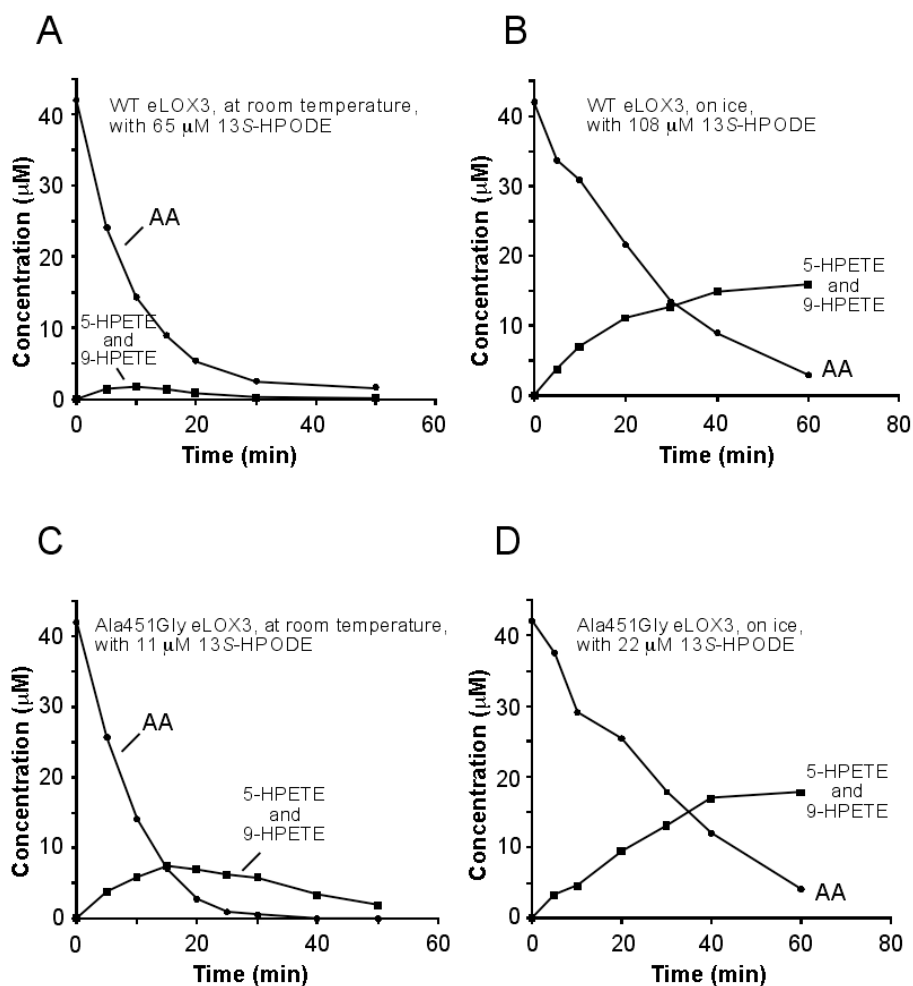 A
WT eLOX3, at room temperature,
with 65 μM 13S-HPODE
AA
5-HPETE
and
9-HPETE
Concentration (μM)
40
30
20
10
0
0
20
40
60
Time (min)
B
WT eLOX3, on ice,
with 108 μM 13S-HPODE
5-HPETE
and
9-HPETE
AA
Concentration (μM)
40
30
20
10
0
0
20
40
60
80
Time (min)
C
Ala451Gly eLOX3, at room temperature,
with 11 μM 13S-HPODE
AA
5-HPETE
and
9-HPETE
Concentration (μM)
40
30
20
10
0
0
20
40
60
Time (min)
D
Ala451Gly eLOX3, on ice,
with 22 μM 13S-HPODE
5-HPETE
and
9-HPETE
AA
Concentration (μM)
40
30
20
10
0
0
20
40
60
80
Time (min)